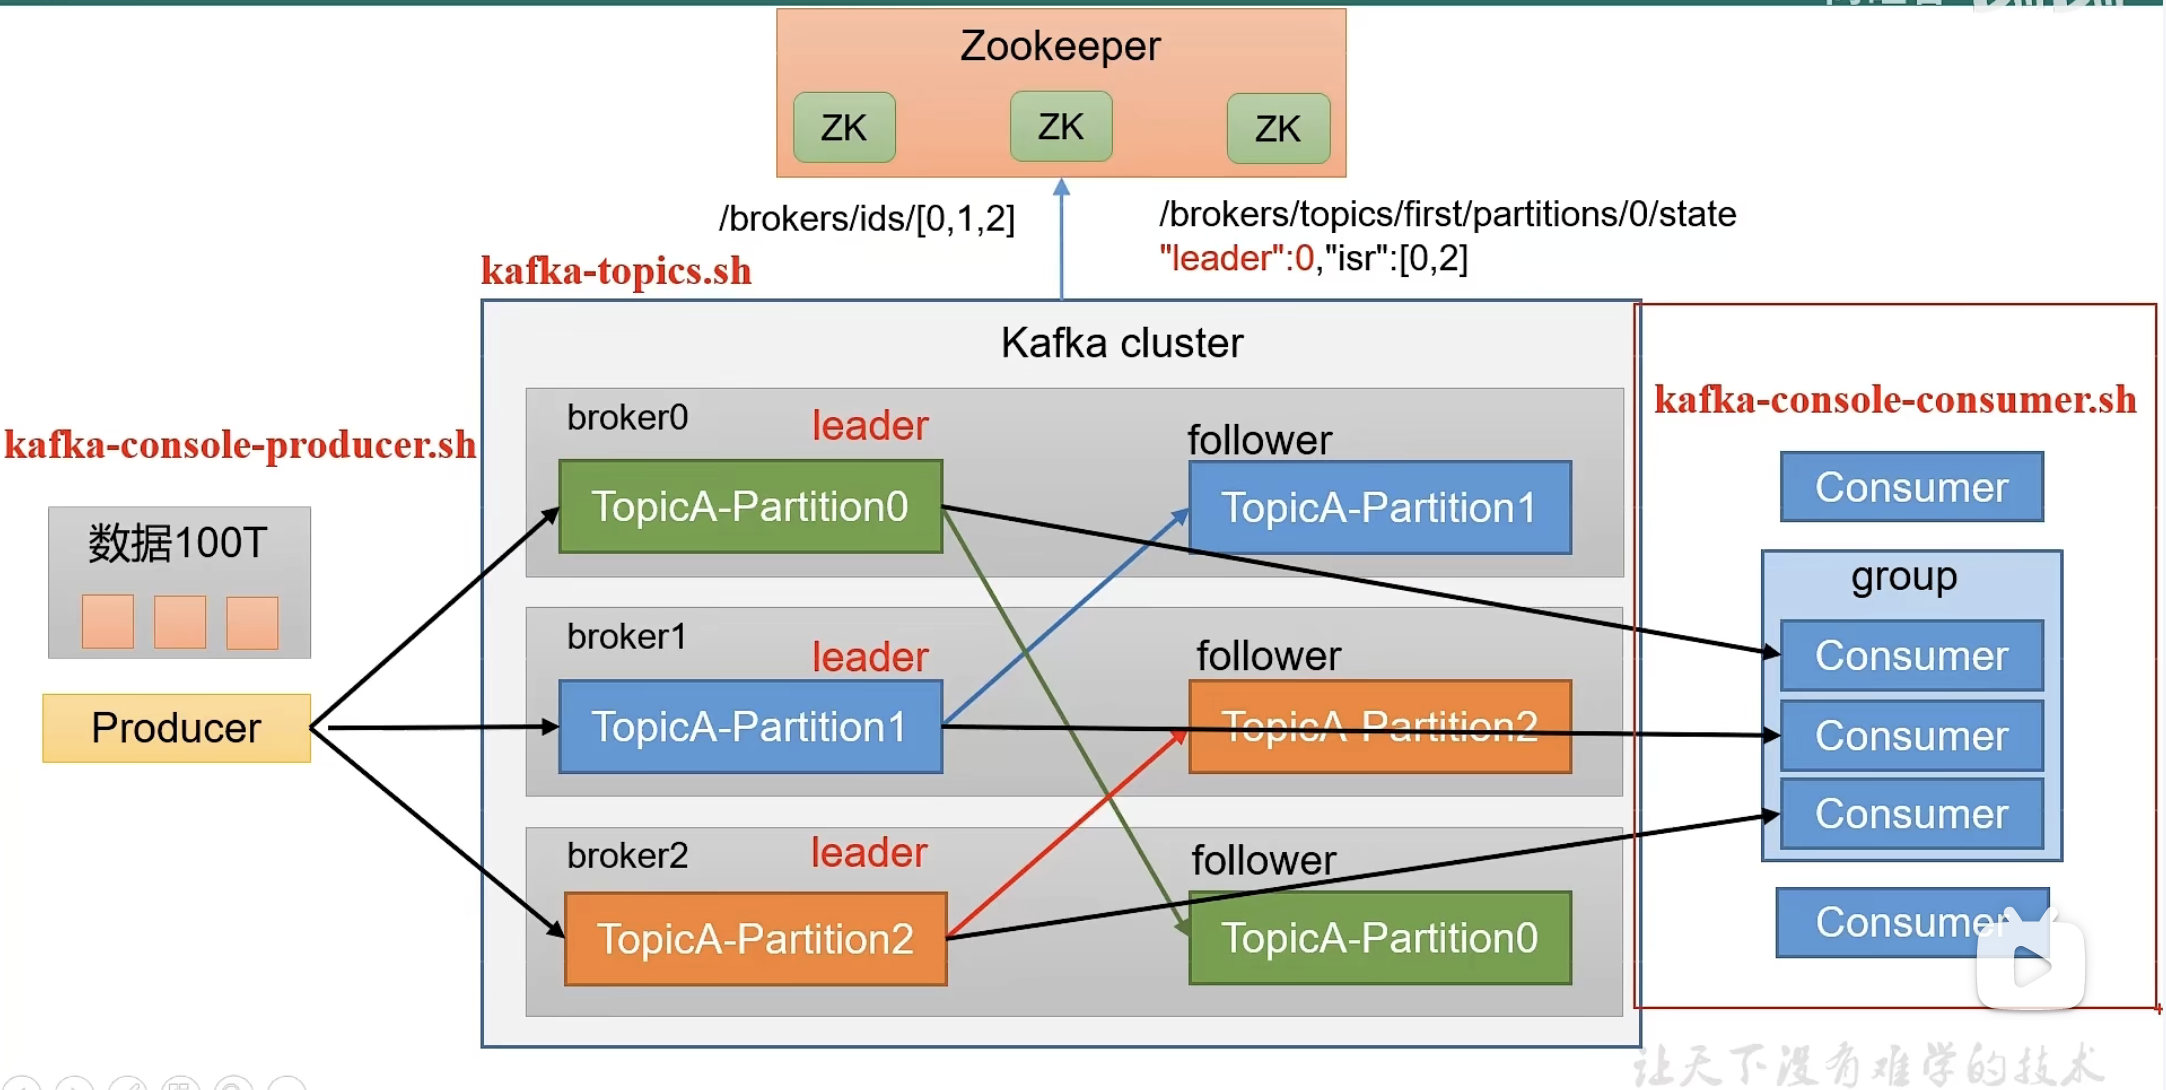 Zookeeper
ZK
ZK
ZK
/brokers/ids/[0,1,2]
/brokers/topics/first/partitions/0/state
"leader":0,"isr":[0,2]
kafka-topics.sh
Kafka cluster
kafka-console-producer.sh
数据100T
Producer
broker0
leader
follower
TopicA-Partition0
TopicA-Partition1
broker1
leader
follower
TopicA-Partition1
TopicA-Partition2
broker2
leader
follower
TopicA-Partition2
TopicA-Partition0
kafka-console-consumer.sh
Consumer
group
Consumer
Consumer
Consumer
Consumer
让天下没有难学的技术